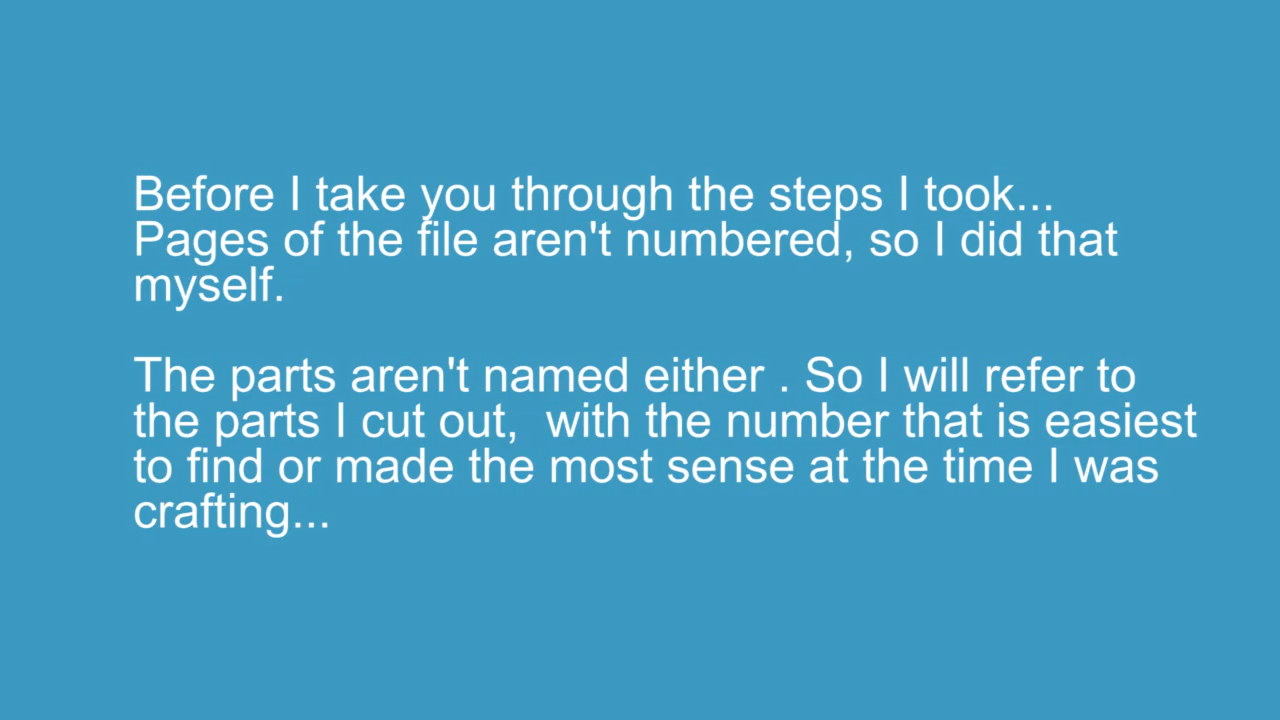 Before I take you through the steps I took...
Pages of the file aren't numbered, so I did that
myself.
The parts aren't named either . So I will refer to
the parts I cut out,  with the number that is easiest
to find or made the most sense at the time I was
crafting...